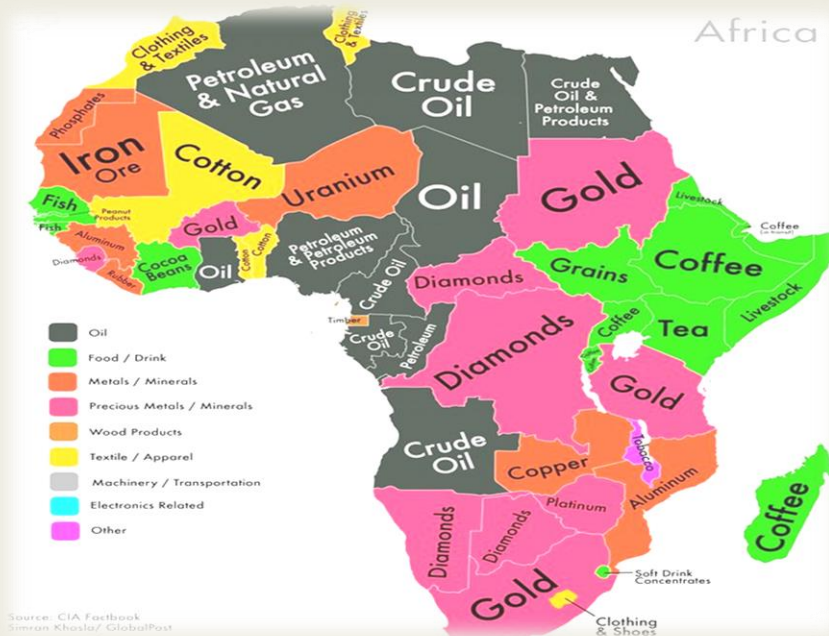 Africa
Clothing
& Textiles
Clothing
& Textiles
Petroleum
& Natural
Gas
Crude
Oil
Crude
Oil &
Petroleum
Products
Phosphates
Iron
Ore
Cotton
Uranium
Oil
Gold
Livestock
Fish
Peanut
Products
Fish
Gold
Aluminum
Diamonds
Rubber
Cocoa
Beans
Oil
Cotton
Cotton
Petroleum
& Petroleum
Products
Crude Oil
Diamonds
Grains
Coffee
Coffee
Livestock
Timber
Crude
Oil
Petroleum
Diamonds
Coffee
Tea
Gold
Crude
Oil
Copper
Tobacco
Aluminum
Diamonds
Diamonds
Platinum
Coffee
Gold
Soft Drink
Concentrates
Clothing
& Shoes
Oil
Food / Drink
Metals / Minerals
Precious Metals / Minerals
Wood Products
Textile / Apparel
Machinery / Transportation
Electronics Related
Other
Source: CIA Factbook
Simran Khosla/ GlobalPost